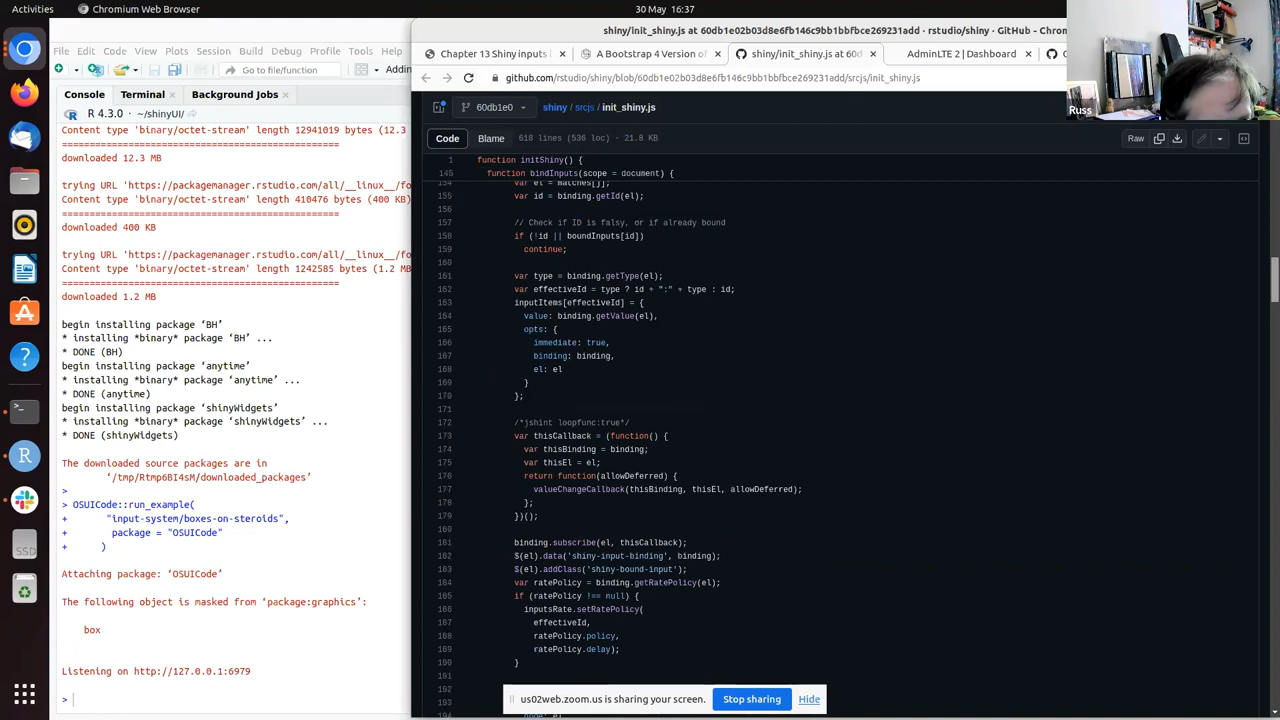 Activities
Chromium Web Browser
30 May 16:37
shiny/init_shiny.js at 60db1e02b03d8e6fb146c9bb1bbfbce269231add · rstudio/shiny · GitHub - Chro
File Edit Code View Plots Session Build Debug Profile Tools
Go to file/function
Addin
Console
Terminal
Background Jobs
R 4.3.0 · ~/shinyUI/
Content type 'binary/octet-stream' length 12941019 bytes (12.3
==================================================
downloaded 12.3 MB
trying URL 'https://packagemanager.rstudio.com/all/__linux__/fo
Content type 'binary/octet-stream' length 410476 bytes (400 KB)
==================================================
downloaded 400 KB
trying URL 'https://packagemanager.rstudio.com/all/__linux__/fo
Content type 'binary/octet-stream' length 1242585 bytes (1.2 MB
==================================================
downloaded 1.2 MB
begin installing package ‘BH’
* installing *binary* package ‘BH’ ...
* DONE (BH)
begin installing package ‘anytime’
* installing *binary* package ‘anytime’ ...
* DONE (anytime)
begin installing package ‘shinyWidgets’
* installing *binary* package ‘shinyWidgets’ ...
* DONE (shinyWidgets)
The downloaded source packages are in
‘/tmp/Rtmp6BI4sM/downloaded_packages’
>
> OSUICode::run_example(
+ "input-system/boxes-on-steroids",
+ package = "OSUICode"
+ )
Attaching package: ‘OSUICode’
The following object is masked from ‘package:graphics’:
box
Listening on http://127.0.0.1:6979
>
SSD
Chapter 13 Shiny inputs
A Bootstrap 4 Version of
shiny/init_shiny.js at 60d
AdminLTE 2 | Dashboard
github.com/rstudio/shiny/blob/60db1e02b03d8e6fb146c9bb1bbfbce269231add/srcjs/init_shiny.js
Russ
60db1e0
shiny / srcjs / init_shiny.js
Code
Blame
618 lines (536 loc) · 21.8 KB
Raw
1 function initShiny() {
145 function bindInputs(scope = document) {
154 var el = matches[j];
155 var id = binding.getId(el);
156
157 // Check if ID is falsy, or if already bound
158 if (!id || boundInputs[id])
159 continue;
160
161 var type = binding.getType(el);
162 var effectiveId = type ? id + ":" + type : id;
163 inputItems[effectiveId] = {
164 value: binding.getValue(el),
165 opts: {
166 immediate: true,
167 binding: binding,
168 el: el
169 }
170 };
171
172 /*jshint loopfunc:true*/
173 var thisCallback = (function() {
174 var thisBinding = binding;
175 var thisEl = el;
176 return function(allowDeferred) {
177 valueChangeCallback(thisBinding, thisEl, allowDeferred);
178 };
179 })();
180
181 binding.subscribe(el, thisCallback);
182 $(el).data('shiny-input-binding', binding);
183 $(el).addClass('shiny-bound-input');
184 var ratePolicy = binding.getRatePolicy(el);
185 if (ratePolicy !== null) {
186 inputsRate.setRatePolicy(
187 effectiveId,
188 ratePolicy.policy,
189 ratePolicy.delay);
190 }
191
192
193
us02web.zoom.us is sharing your screen.
Stop sharing
Hide